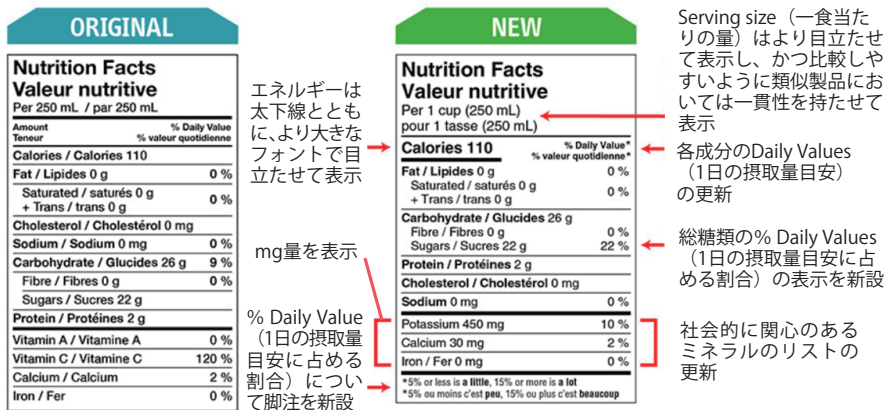 ORIGINAL
Nutrition Facts
Valeur nutritive
Per 250 mL / par 250 mL
Amount % Daily Value
Teneur % valeur quotidienne
Calories / Calories 110
Fat / Lipides 0 g 0 %
Saturated / saturés 0 g
+ Trans / trans 0 g 0 %
Cholesterol / Cholestérol 0 mg
Sodium / Sodium 0 mg 0 %
Carbohydrate / Glucides 26 g 9 %
Fibre / Fibres 0 g 0 %
Sugars / Sucres 22 g
Protein / Protéines 2 g
Vitamin A / Vitamine A 0 %
Vitamin C / Vitamine C 120 %
Calcium / Calcium 2 %
Iron / Fer 0 %
エネルギーは
太下線ととも
に、より大きな
フォントで目
立たせて表示
mg量を表示
% Daily Value
（1日の摂取量
目安に占める
割合）につい
て脚注を新設
NEW
Nutrition Facts
Valeur nutritive
Per 1 cup (250 mL)
pour 1 tasse (250 mL)
Calories 110 % Daily Value*
% valeur quotidienne*
Fat / Lipides 0 g 0 %
Saturated / saturés 0 g
+ Trans / trans 0 g 0 %
Carbohydrate / Glucides 26 g
Fibre / Fibres 0 g 0 %
Sugars / Sucres 22 g 22 %
Protein / Protéines 2 g
Cholesterol / Cholestérol 0 mg
Sodium 0 mg 0 %
Potassium 450 mg 10 %
Calcium 30 mg 2 %
Iron / Fer 0 mg 0 %
*5% or less is a little, 15% or more is a lot
*5% ou moins c'est peu, 15% ou plus c'est beaucoup
Serving size（一食当た
りの量）はより目立たせ
て表示し、かつ比較しや
すいように類似製品にお
いては一貫性を持たせて
表示
各成分のDaily Values
（1日の摂取量目安）
の更新
総糖類の% Daily Values
（1日の摂取量目安に占
める割合）の表示を新設
社会的に関心のある
ミネラルのリストの
更新